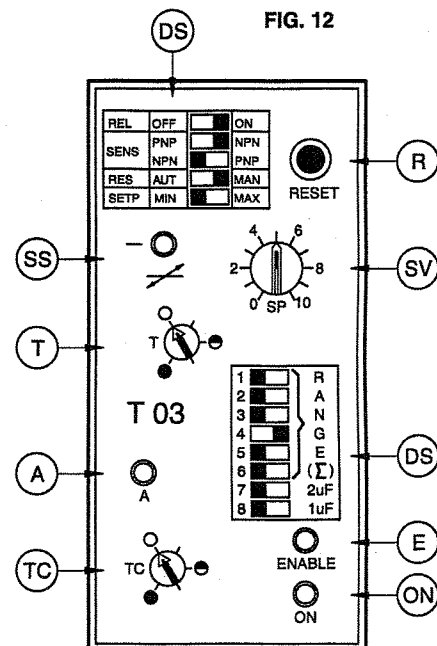 FIG. 12
DS
REL OFF ON
SENS PNP NPN
NPN PNP
RES AUT MAN
SETP MIN MAX
RESET
R
SS
4 6
2 8
0 SP 10
SV
T
T
T 03
1 R
2 A
3 N
4 G
5 E
6 (Σ)
7 2uF
8 1uF
DS
A
A
E
ENABLE
TC
TC
ON
ON